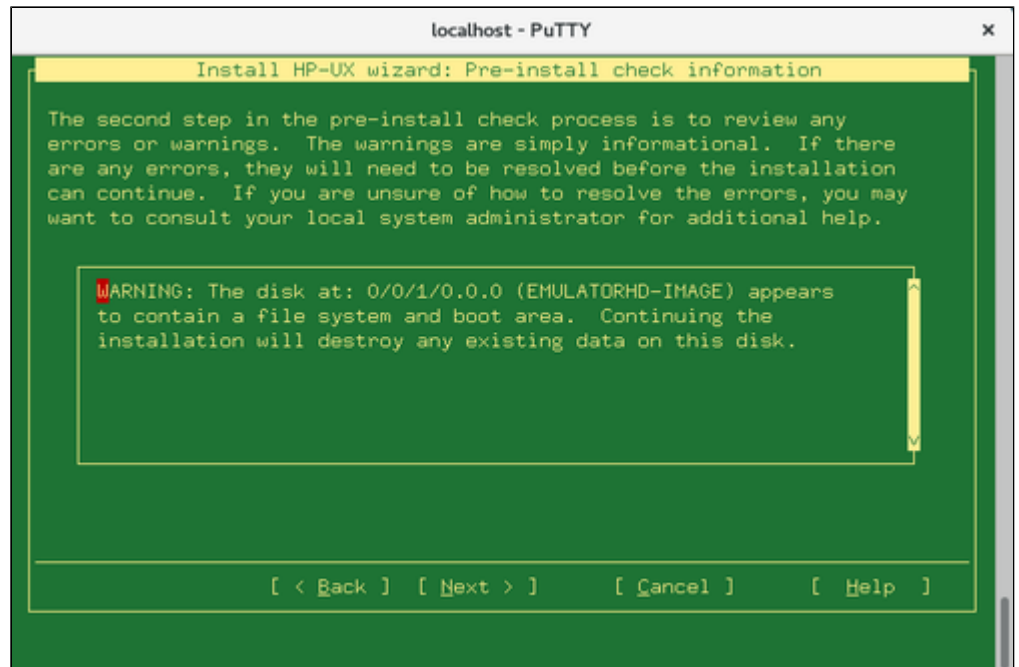 localhost - PuTTY
×
Install HP-UX wizard: Pre-install check information
The second step in the pre-install check process is to review any
errors or warnings.  The warnings are simply informational.  If there
are any errors, they will need to be resolved before the installation
can continue.  If you are unsure of how to resolve the errors, you may
want to consult your local system administrator for additional help.
WARNING: The disk at: 0/0/1/0.0.0 (EMULATORHD-IMAGE) appears
to contain a file system and boot area.  Continuing the
installation will destroy any existing data on this disk.
[ < Back ]  [ Next > ]      [ Cancel ]      [  Help  ]